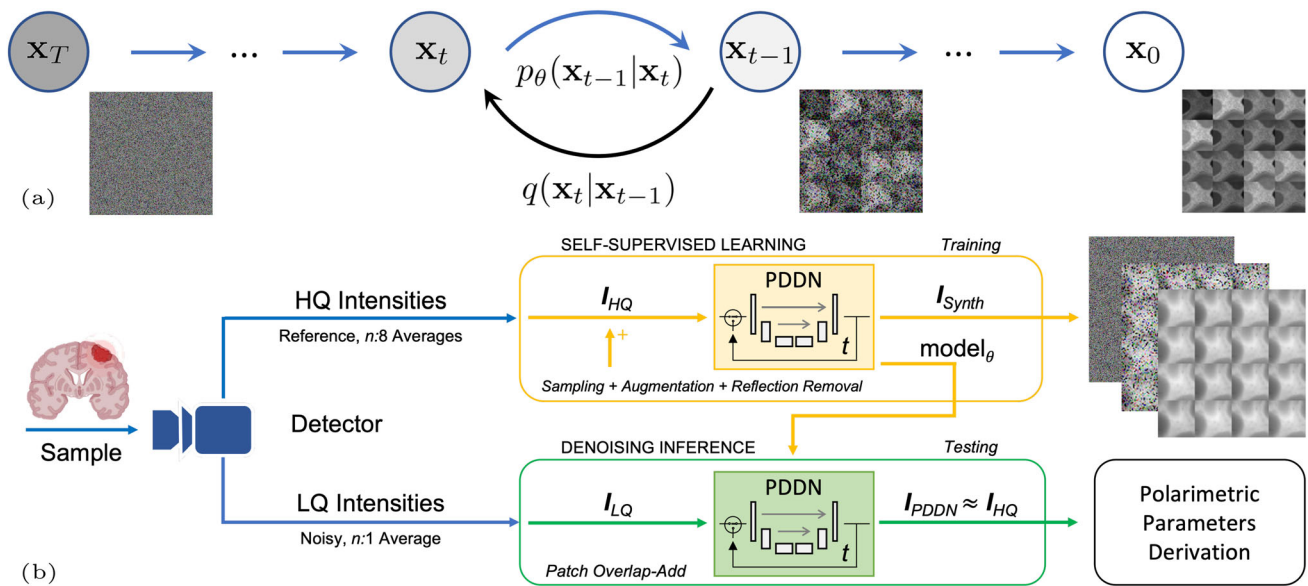 x_T ... x_t p_θ(x_{t−1}|x_t) x_{t−1} ... x_0
q(x_t|x_{t−1})
(a)
SELF-SUPERVISED LEARNING Training
PDDN
HQ Intensities
I_HQ
I_Synth
Reference, n:8 Averages
+
t
model_θ
Sampling + Augmentation + Reflection Removal
Sample
Detector
DENOISING INFERENCE Testing
PDDN
LQ Intensities
I_LQ
I_PDDN ≈ I_HQ
Noisy, n:1 Average
t
Patch Overlap-Add
Polarimetric
Parameters
Derivation
(b)